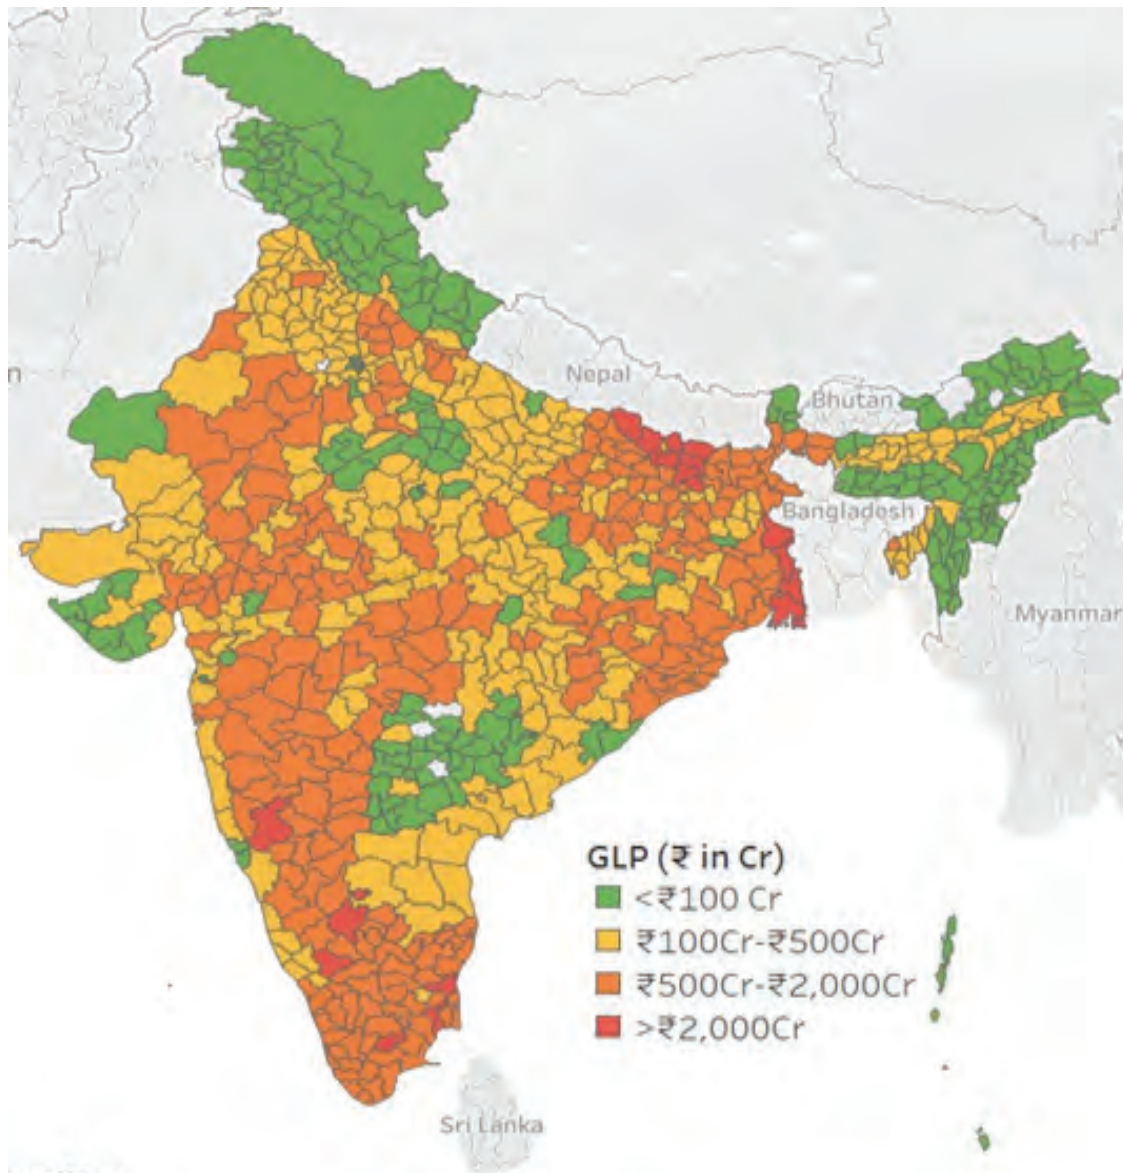 Nepal
n
Bhutan
Bangladesh
Myanmar
GLP (₹ in Cr)
<₹100 Cr
₹100Cr-₹500Cr
₹500Cr-₹2,000Cr
>₹2,000Cr
Sri Lanka